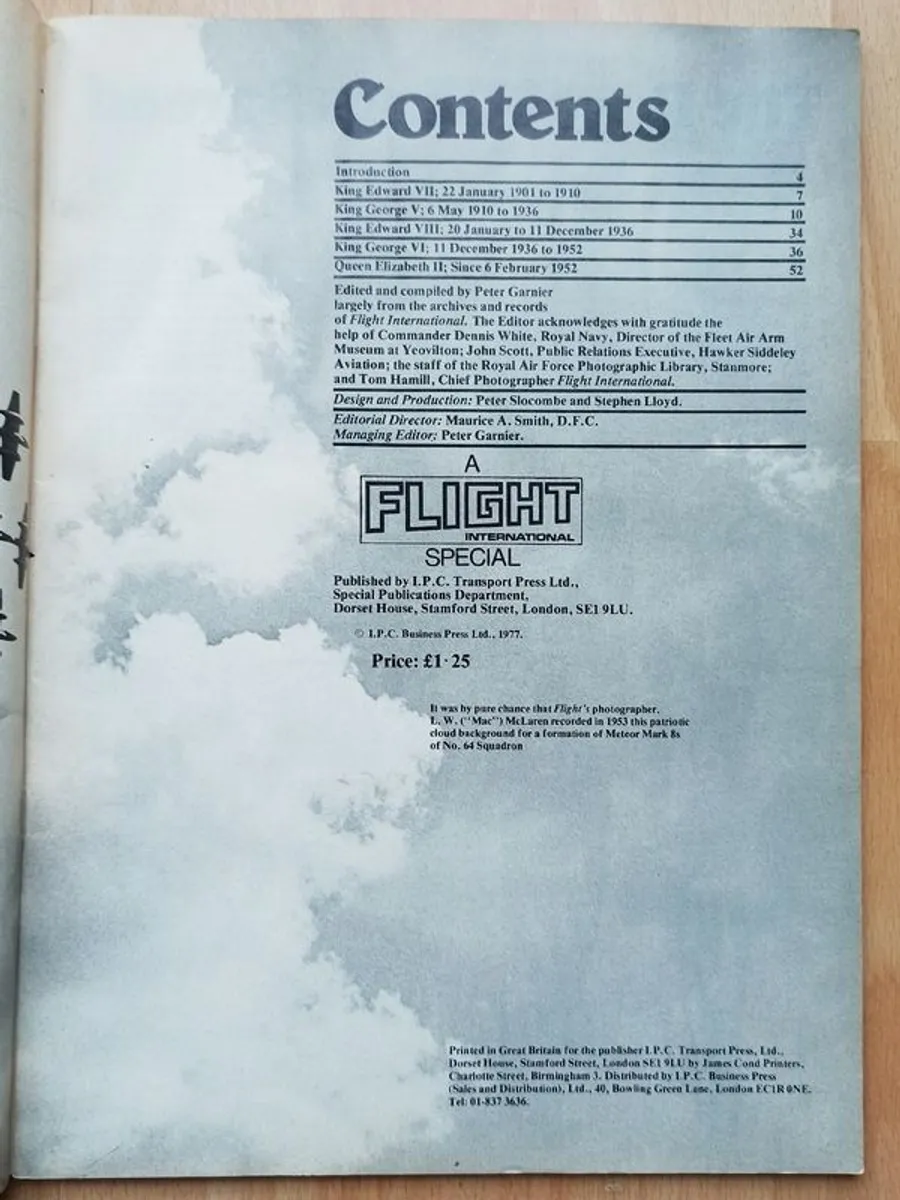 Contents
Introduction 4
King Edward VII; 22 January 1901 to 1910 7
King George V; 6 May 1910 to 1936 10
King Edward VIII; 20 January to 11 December 1936 34
King George VI; 11 December 1936 to 1952 36
Queen Elizabeth II; Since 6 February 1952 52
Edited and compiled by Peter Garnier
largely from the archives and records
of Flight International. The Editor acknowledges with gratitude the
help of Commander Dennis White, Royal Navy, Director of the Fleet Air Arm
Museum at Yeovilton; John Scott, Public Relations Executive, Hawker Siddeley
Aviation; the staff of the Royal Air Force Photographic Library, Stanmore;
and Tom Hamill, Chief Photographer Flight International.
Design and Production: Peter Slocombe and Stephen Lloyd.
Editorial Director: Maurice A. Smith, D.F.C.
Managing Editor: Peter Garnier.
A
FLIGHT
INTERNATIONAL
SPECIAL
Published by I.P.C. Transport Press Ltd.,
Special Publications Department,
Dorset House, Stamford Street, London, SE1 9LU.
© I.P.C. Business Press Ltd., 1977.
Price: £1·25
It was by pure chance that Flight's photographer,
L. W. ("Mac") McLaren recorded in 1953 this patriotic
cloud background for a formation of Meteor Mark 8s
of No. 64 Squadron
Printed in Great Britain for the publisher I.P.C. Transport Press, Ltd.,
Dorset House, Stamford Street, London SE1 9LU by James Cond Printers,
Charlotte Street, Birmingham 3. Distributed by I.P.C. Business Press
(Sales and Distribution), Ltd., 40, Bowling Green Lane, London EC1R 0NE.
Tel: 01-837 3636.